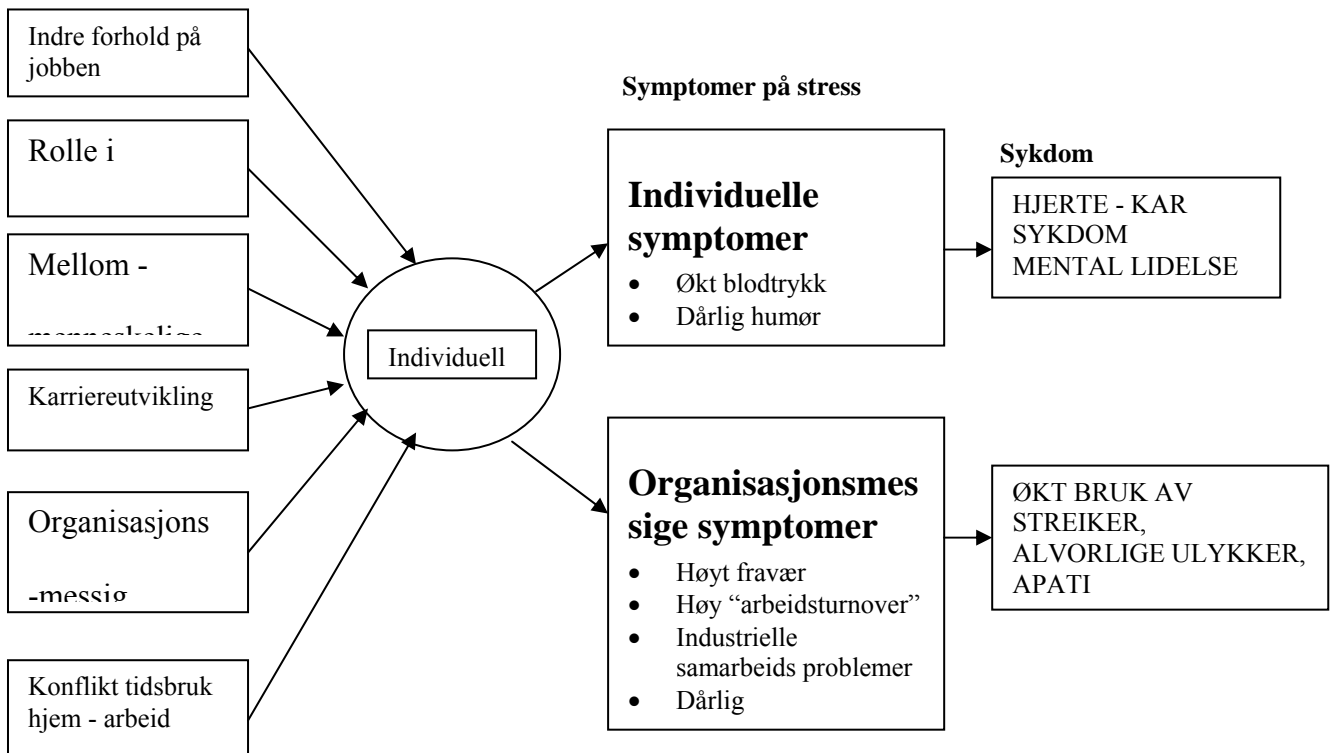 Indre forhold på
jobben
Rolle i
Mellom -
Karriereutvikling
Organisasjons
-messig
Konflikt tidsbruk
hjem - arbeid
Individuell
Symptomer på stress
Individuelle
symptomer
• Økt blodtrykk
• Dårlig humør
Organisasjonsmes
sige symptomer
• Høyt fravær
• Høy “arbeidsturnover”
• Industrielle
samarbeids problemer
• Dårlig
Sykdom
HJERTE - KAR
SYKDOM
MENTAL LIDELSE
ØKT BRUK AV
STREIKER,
ALVORLIGE ULYKKER,
APATI